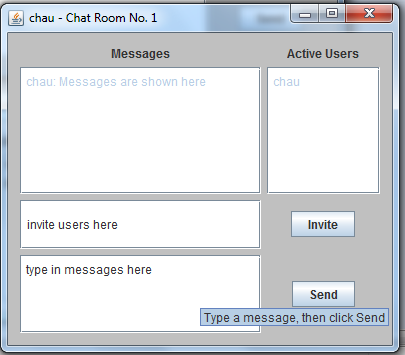 chau - Chat Room No. 1
Messages
Active Users
chau: Messages are shown here
chau
invite users here
Invite
type in messages here
Send
Type a message, then click Send